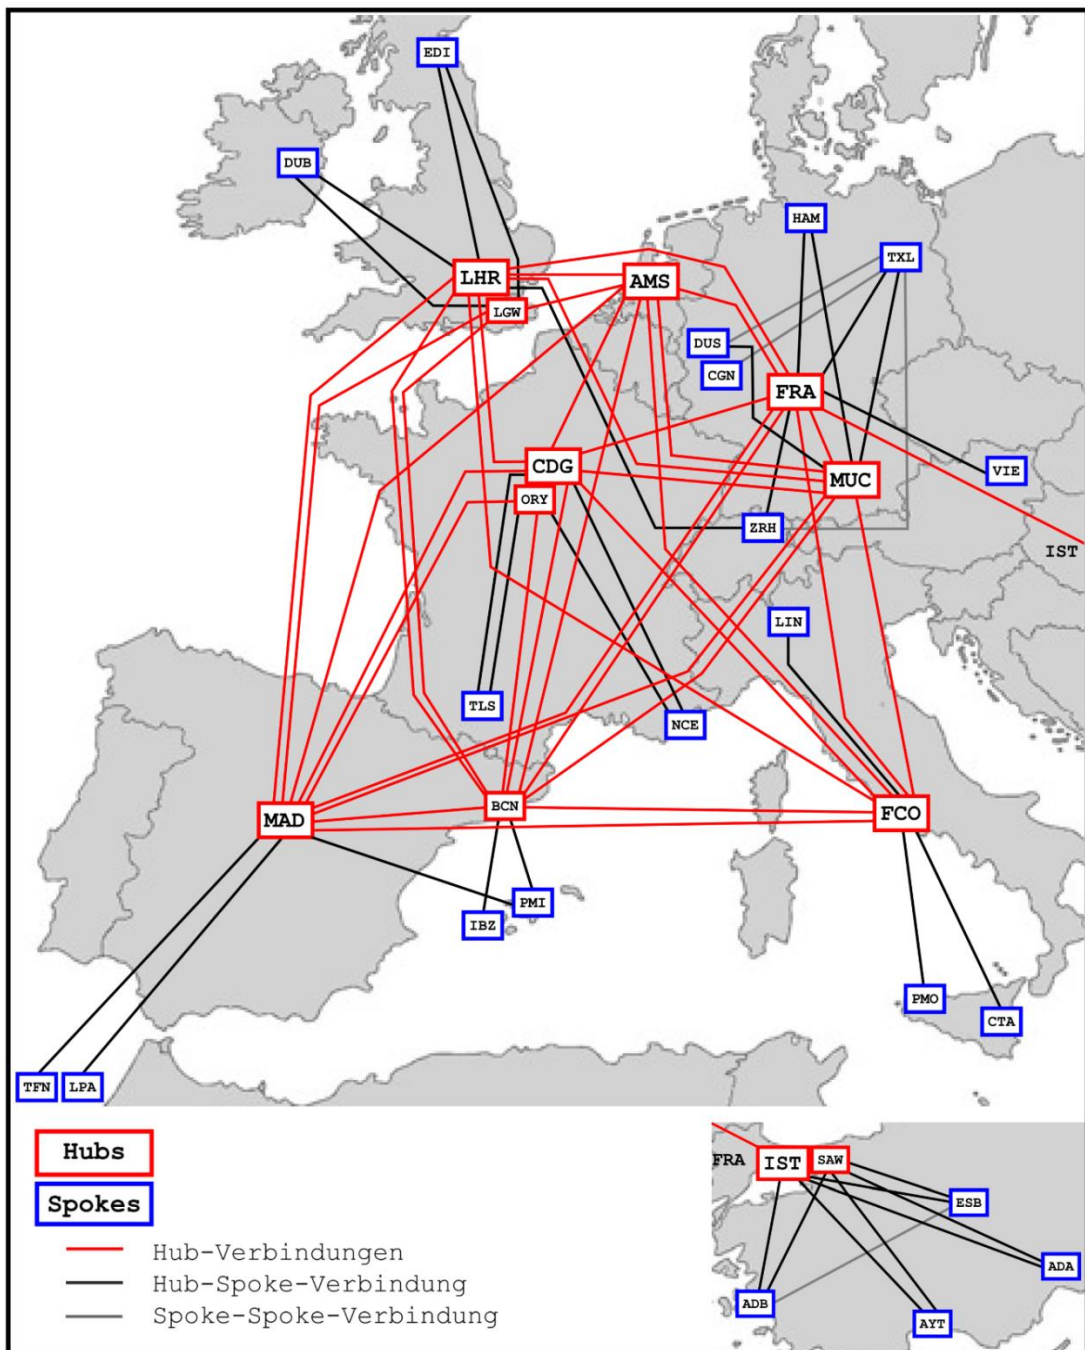 EDI
DUB
HAM
TXL
LHR
AMS
LGW
DUS
CGN
FRA
CDG
MUC
VIE
ORY
ZRH
IST
LIN
TLS
NCE
MAD
BCN
FCO
PMI
IBZ
PMO
CTA
TFN
LPA
Hubs
Spokes
Hub-Verbindungen
Hub-Spoke-Verbindung
Spoke-Spoke-Verbindung
FRA
IST
SAW
ESB
ADA
ADB
AYT